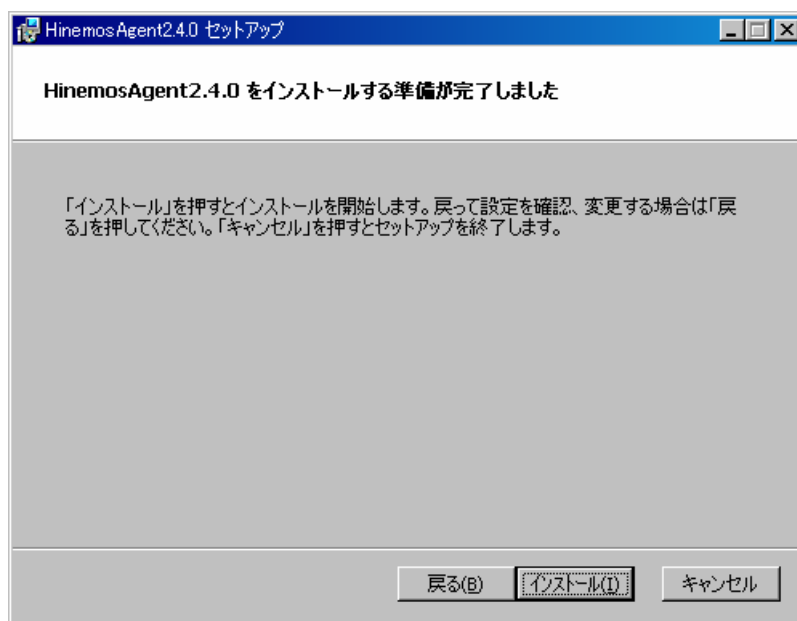 HinemosAgent2.4.0 セットアップ
HinemosAgent2.4.0 をインストールする準備が完了しました
「インストール」を押すとインストールを開始します。戻って設定を確認、変更する場合は「戻
る」を押してください。「キャンセル」を押すとセットアップを終了します。
戻る(B) インストール(I) キャンセル